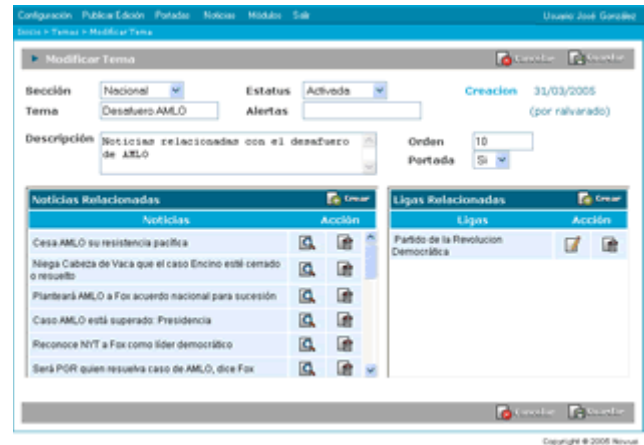 Configuración Publicar Edición Portadas Noticias Módulos Salir Usuario José González
Inicio > Temas > Modificar Tema
Modificar Tema Cancelar Guardar
Sección Nacional Estatus Activada Creacion 31/03/2005
Tema Desafuero AMLO Alertas (por ralvarado)
Descripción Noticias relacionadas con el desafuero de AMLO
Orden 10
Portada Si
Noticias Relacionadas Crear
Noticias Acción
Cesa AMLO su resistencia pacífica
Niega Cabeza de Vaca que el caso Encino esté cerrado
o resuelto
Planteará AMLO a Fox acuerdo nacional para sucesión
Caso AMLO está superado: Presidencia
Reconoce NYT a Fox como líder democrático
Será PGR quien resuelva caso de AMLO, dice Fox
Ligas Relacionadas Crear
Ligas Acción
Partido de la Revolucion
Democrática
Cancelar Guardar
Copyright © 2005